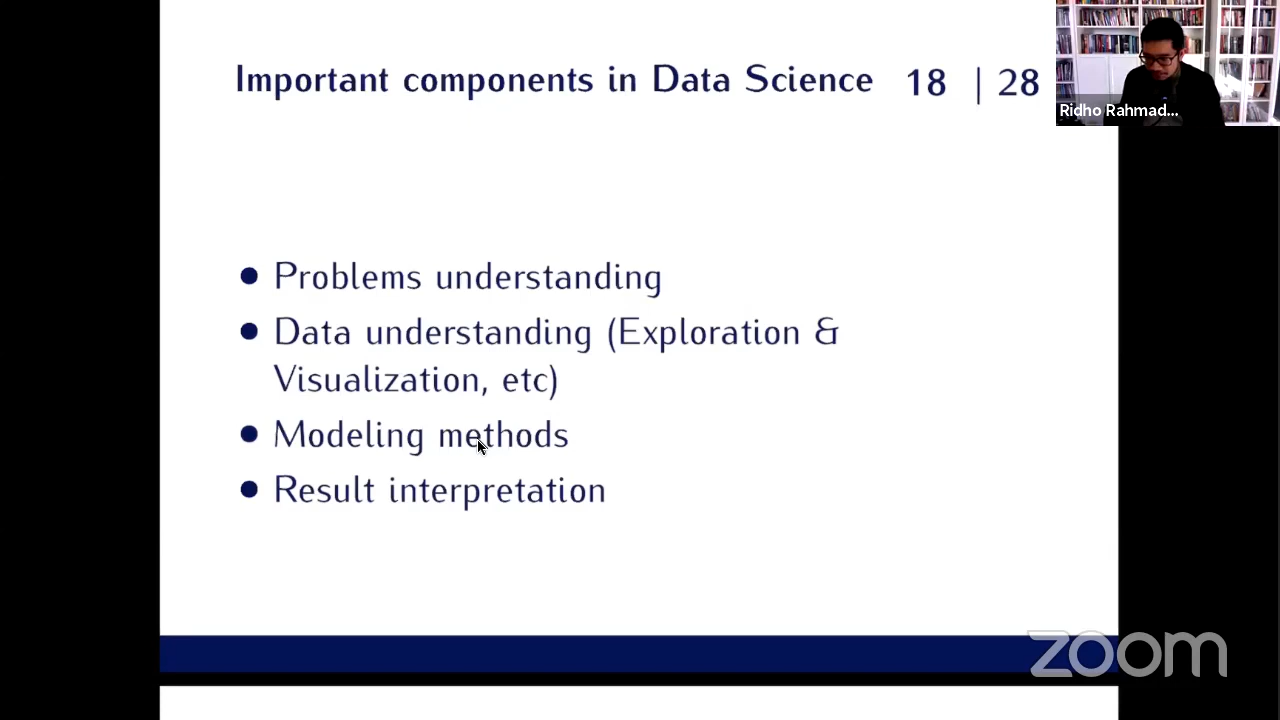 Important components in Data Science 18 | 28
Ridho Rahmad...
● Problems understanding
● Data understanding (Exploration &
Visualization, etc)
● Modeling methods
● Result interpretation
zoom